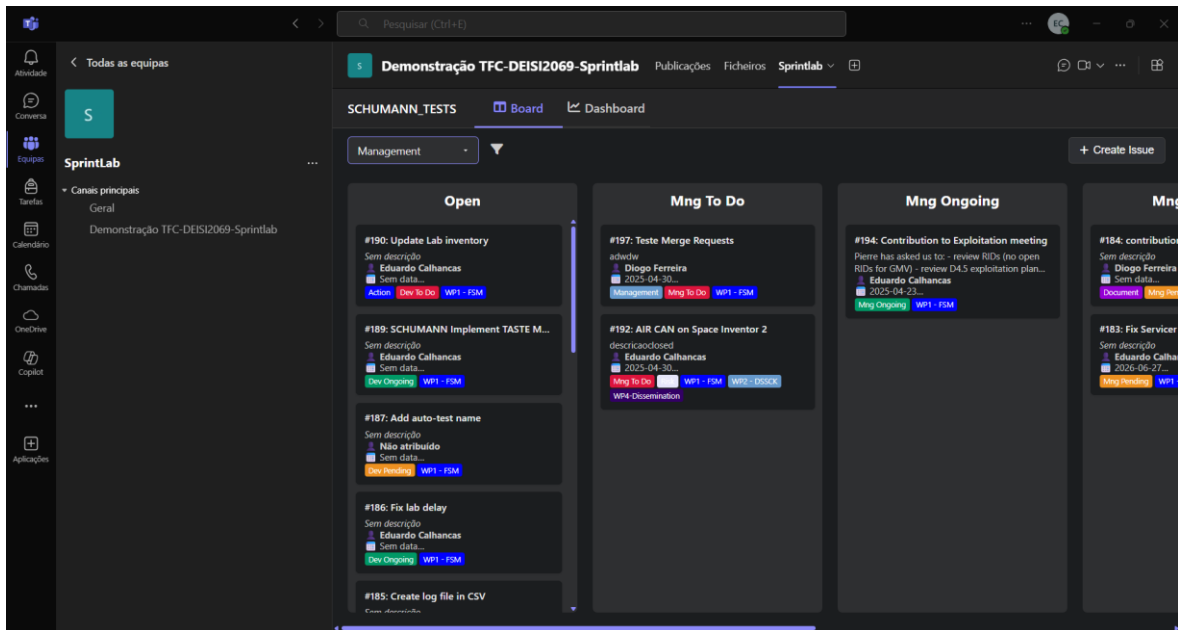 Pesquisar (Ctrl+E)
EC
Atividade
Conversa
Equipas
Tarefas
Calendário
Chamadas
OneDrive
Copilot
Aplicações
Todas as equipas
S
SprintLab
Canais principais
Geral
Demonstração TFC-DEISI2069-Sprintlab
S Demonstração TFC-DEISI2069-Sprintlab Publicações Ficheiros Sprintlab
SCHUMANN_TESTS Board Dashboard
Management
+ Create Issue
Open
#190: Update Lab inventory
Sem descrição
Eduardo Calhancas
Sem data...
Action Dev To Do WP1 - FSM
#189: SCHUMANN Implement TASTE M...
Sem descrição
Eduardo Calhancas
Sem data...
Dev Ongoing WP1 - FSM
#187: Add auto-test name
Sem descrição
Não atribuído
Sem data...
Dev Pending WP1 - FSM
#186: Fix lab delay
Sem descrição
Eduardo Calhancas
Sem data...
Dev Ongoing WP1 - FSM
#185: Create log file in CSV
Sem descrição
Mng To Do
#197: Teste Merge Requests
adwdw
Diogo Ferreira
2025-04-30...
Management Mng To Do WP1 - FSM
#192: AIR CAN on Space Inventor 2
descricaodosed
Eduardo Calhancas
2025-04-30...
Mng To Do WP1 - FSM WP2 - DSSCK
WP4-Dissemination
Mng Ongoing
#194: Contribution to Exploitation meeting
Pierre has asked us to: - review RIDs (no open
RIDs for GMV) - review D4.5 exploitation plan...
Eduardo Calhancas
2025-04-23...
Mng Ongoing WP1 - FSM
Mng
#184: contribution
Sem descrição
Diogo Ferreira
Sem data...
Document Mng Pen
#183: Fix Servicer
Sem descrição
Eduardo Calha
2026-06-27...
Mng Pending WP1 -